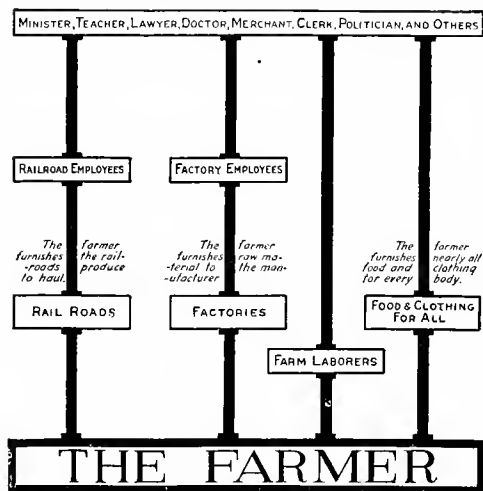 MINISTER, TEACHER, LAWYER, DOCTOR, MERCHANT, CLERK, POLITICIAN, AND OTHERS
RAILROAD EMPLOYEES
FACTORY EMPLOYEES
The farmer
furnishes the rail-
-roads produce
to haul.
The farmer
furnishes raw ma-
-terial to the man-
-ufacturer
The farmer
furnishes nearly all
food and clothing
for every body.
RAIL ROADS
FACTORIES
FOOD & CLOTHING
FOR ALL
FARM LABORERS
THE FARMER